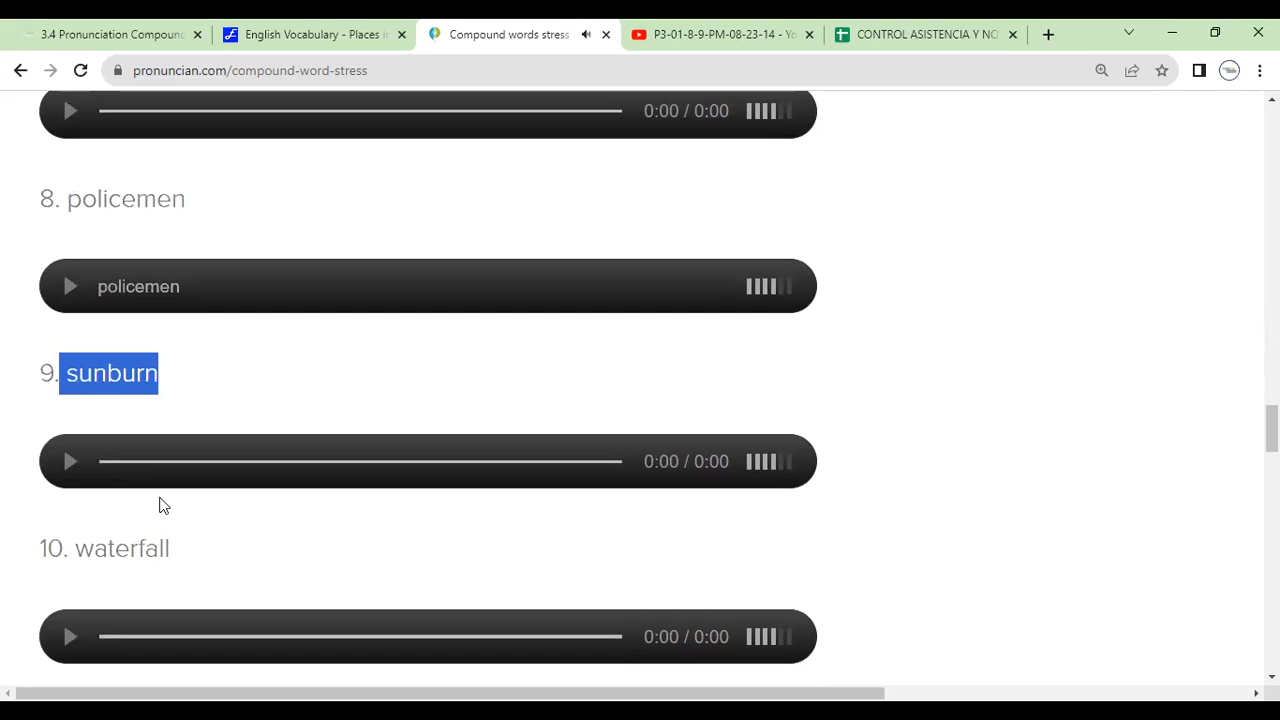 3.4 Pronunciation Compound
English Vocabulary - Places in
Compound words stress
P3-01-8-9-PM-08-23-14 - Yo
CONTROL ASISTENCIA Y NO
pronuncian.com/compound-word-stress
0:00 / 0:00
8. policemen
policemen
9. sunburn
0:00 / 0:00
10. waterfall
0:00 / 0:00